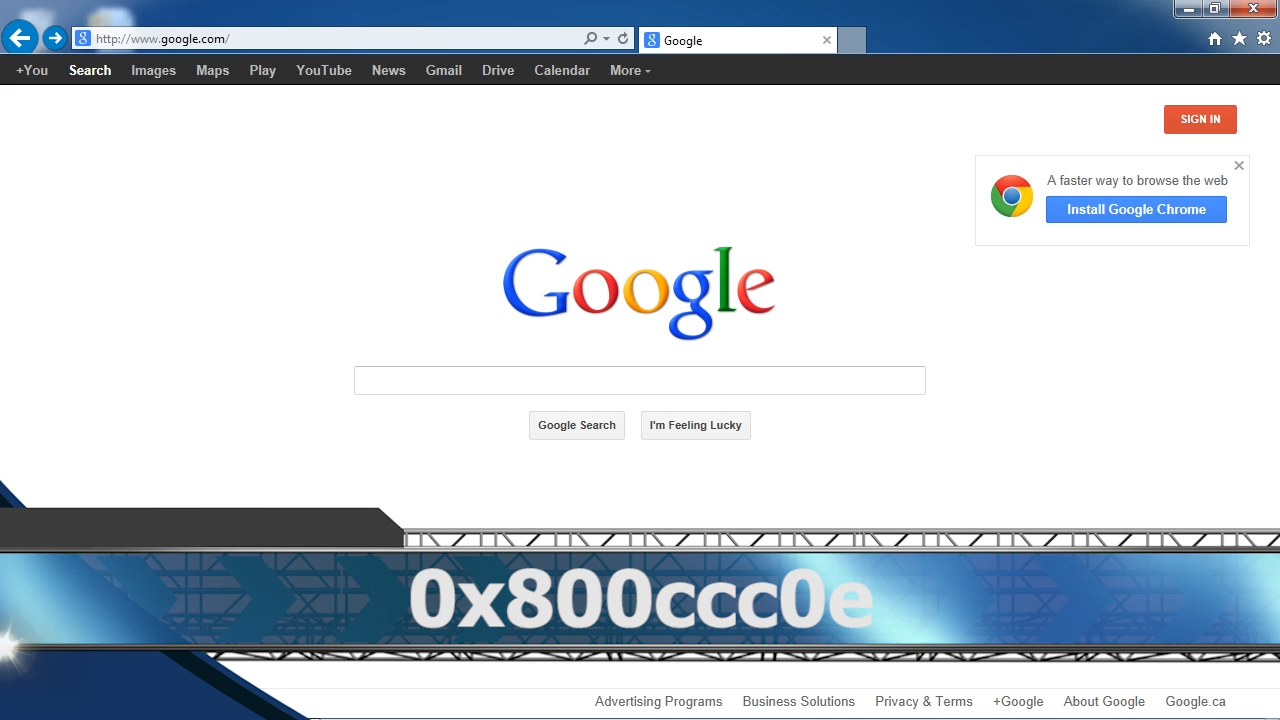 http://www.google.com/
Google
+You Search Images Maps Play YouTube News Gmail Drive Calendar More
SIGN IN
A faster way to browse the web
Install Google Chrome
Google
Google Search I'm Feeling Lucky
0x800ccc0e
Advertising Programs Business Solutions Privacy & Terms +Google About Google Google.ca